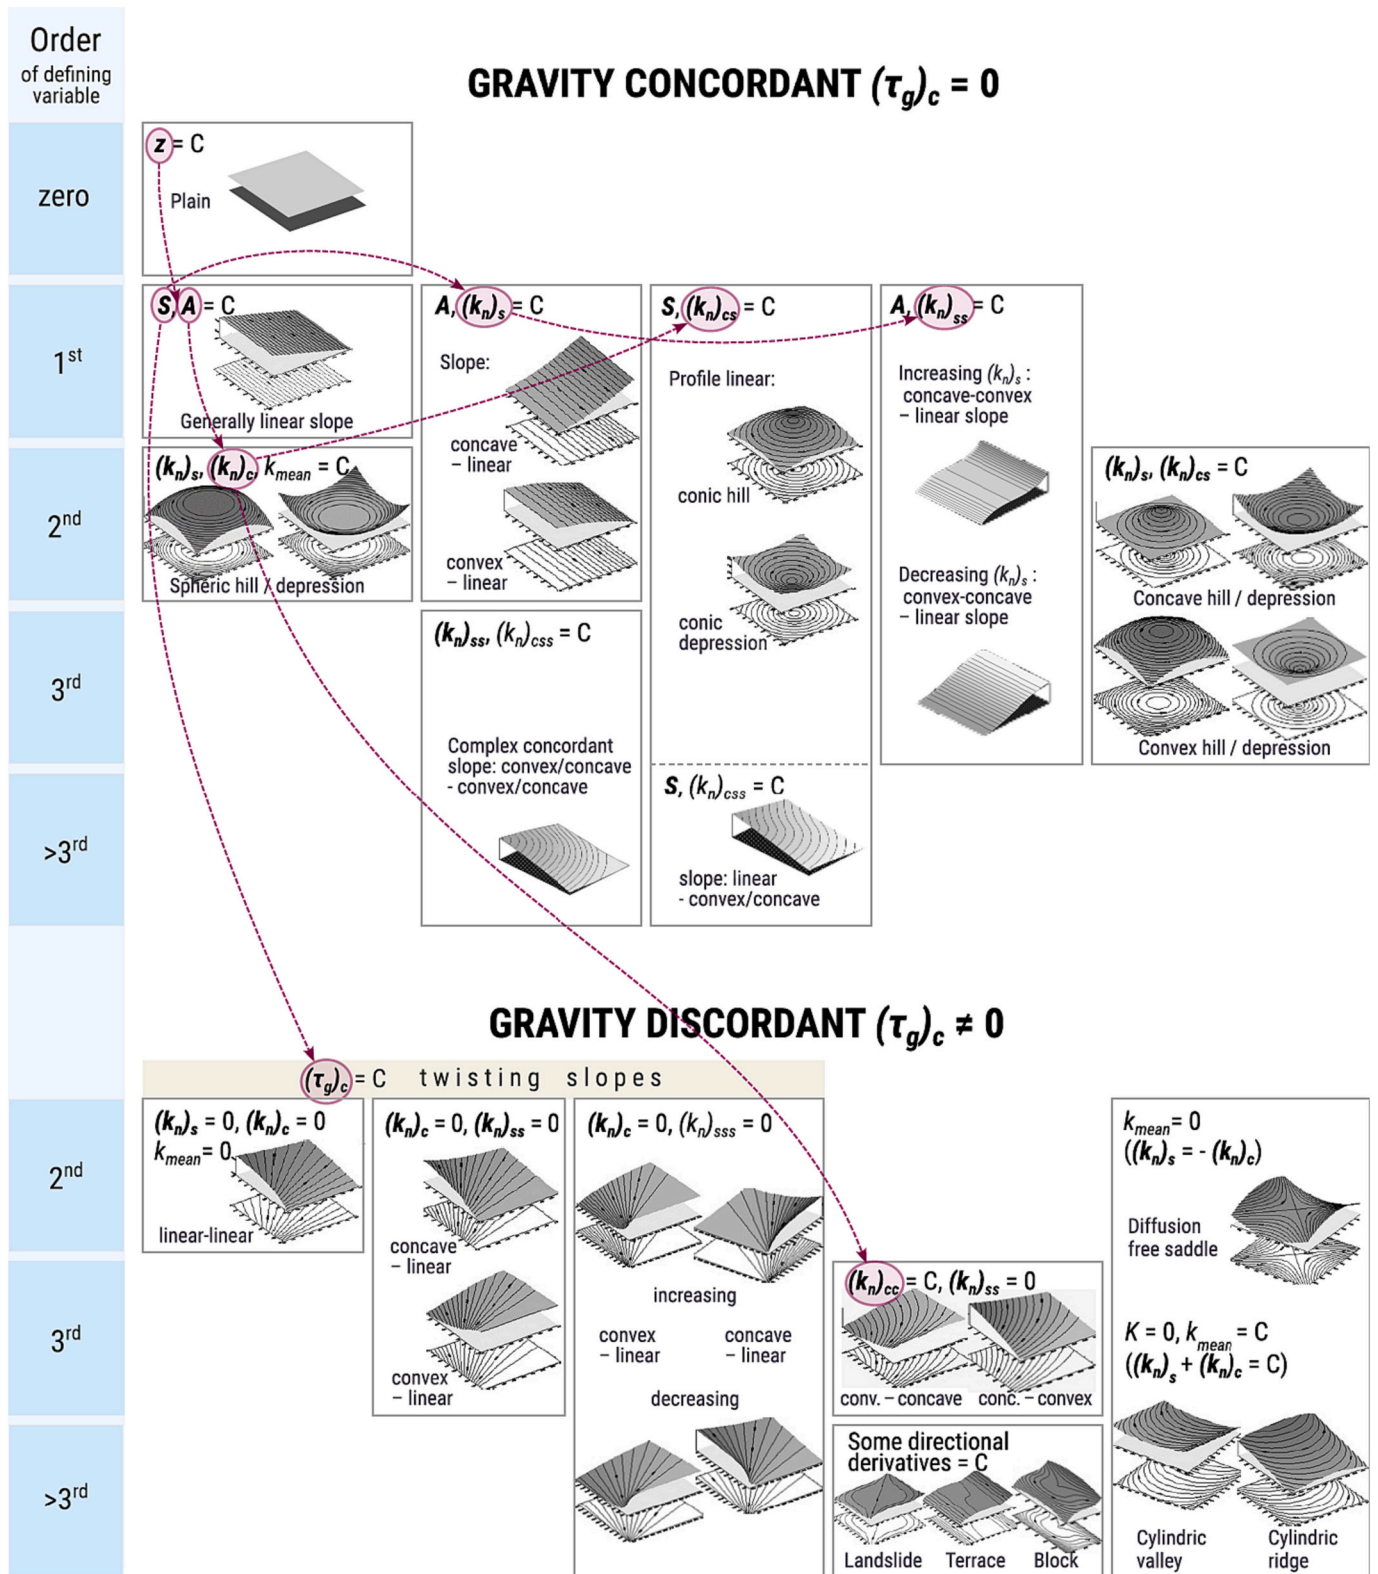 Order
of defining
variable
GRAVITY CONCORDANT (τg)c = 0
zero
z = C
Plain
1st
S, A = C
Generally linear slope
A, (kn)s = C
Slope:
concave
– linear
convex
– linear
S, (kn)cs = C
Profile linear:
conic hill
conic
depression
A, (kn)ss = C
Increasing (kn)s :
concave-convex
– linear slope
Decreasing (kn)s :
convex-concave
– linear slope
2nd
(kn)s, (kn)c, kmean = C
Spheric hill / depression
(kn)s, (kn)cs = C
Concave hill / depression
Convex hill / depression
3rd
(kn)ss, (kn)css = C
Complex concordant
slope: convex/concave
- convex/concave
>3rd
S, (kn)css = C
slope: linear
- convex/concave
GRAVITY DISCORDANT (τg)c ≠ 0
(τg)c = C twisting slopes
2nd
(kn)s = 0, (kn)c = 0
kmean = 0
linear-linear
(kn)c = 0, (kn)ss = 0
concave
– linear
convex
– linear
(kn)c = 0, (kn)sss = 0
increasing
convex
– linear
concave
– linear
decreasing
3rd
(kn)cc = C, (kn)ss = 0
conv. – concave
conc. – convex
>3rd
Some directional
derivatives = C
Landslide
Terrace
Block
kmean = 0
((kn)s = - (kn)c)
Diffusion
free saddle
K = 0, kmean = C
((kn)s + (kn)c = C)
Cylindric
valley
Cylindric
ridge